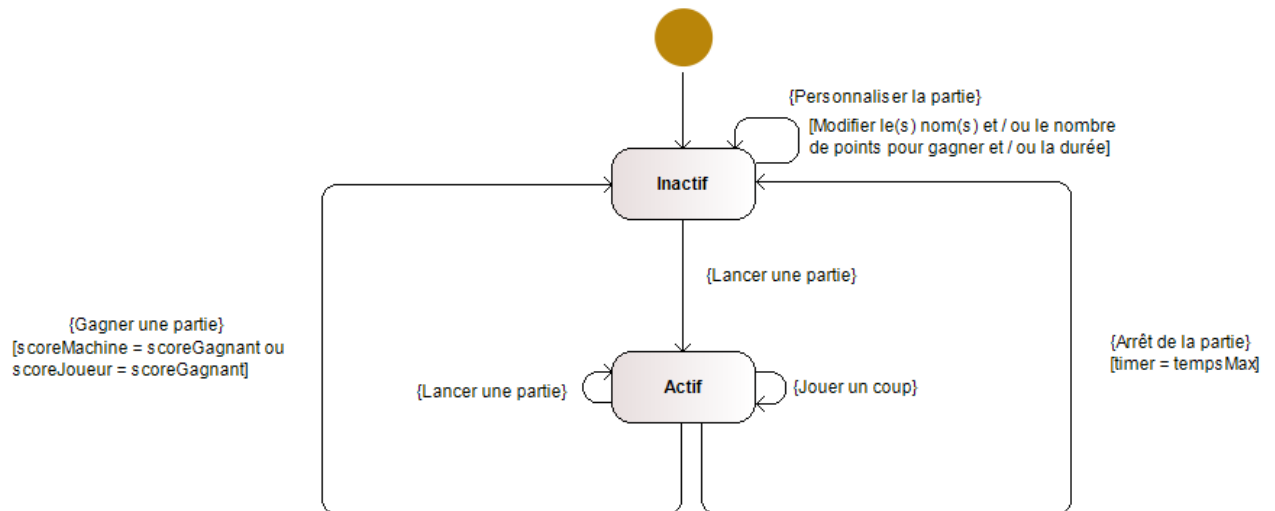 {Personnaliser la partie}
[Modifier le(s) nom(s) et / ou le nombre
de points pour gagner et / ou la durée]
Inactif
{Lancer une partie}
{Gagner une partie}
[scoreMachine = scoreGagnant ou
scoreJoueur = scoreGagnant]
{Arrêt de la partie}
[timer = tempsMax]
{Lancer une partie}
Actif
{Jouer un coup}